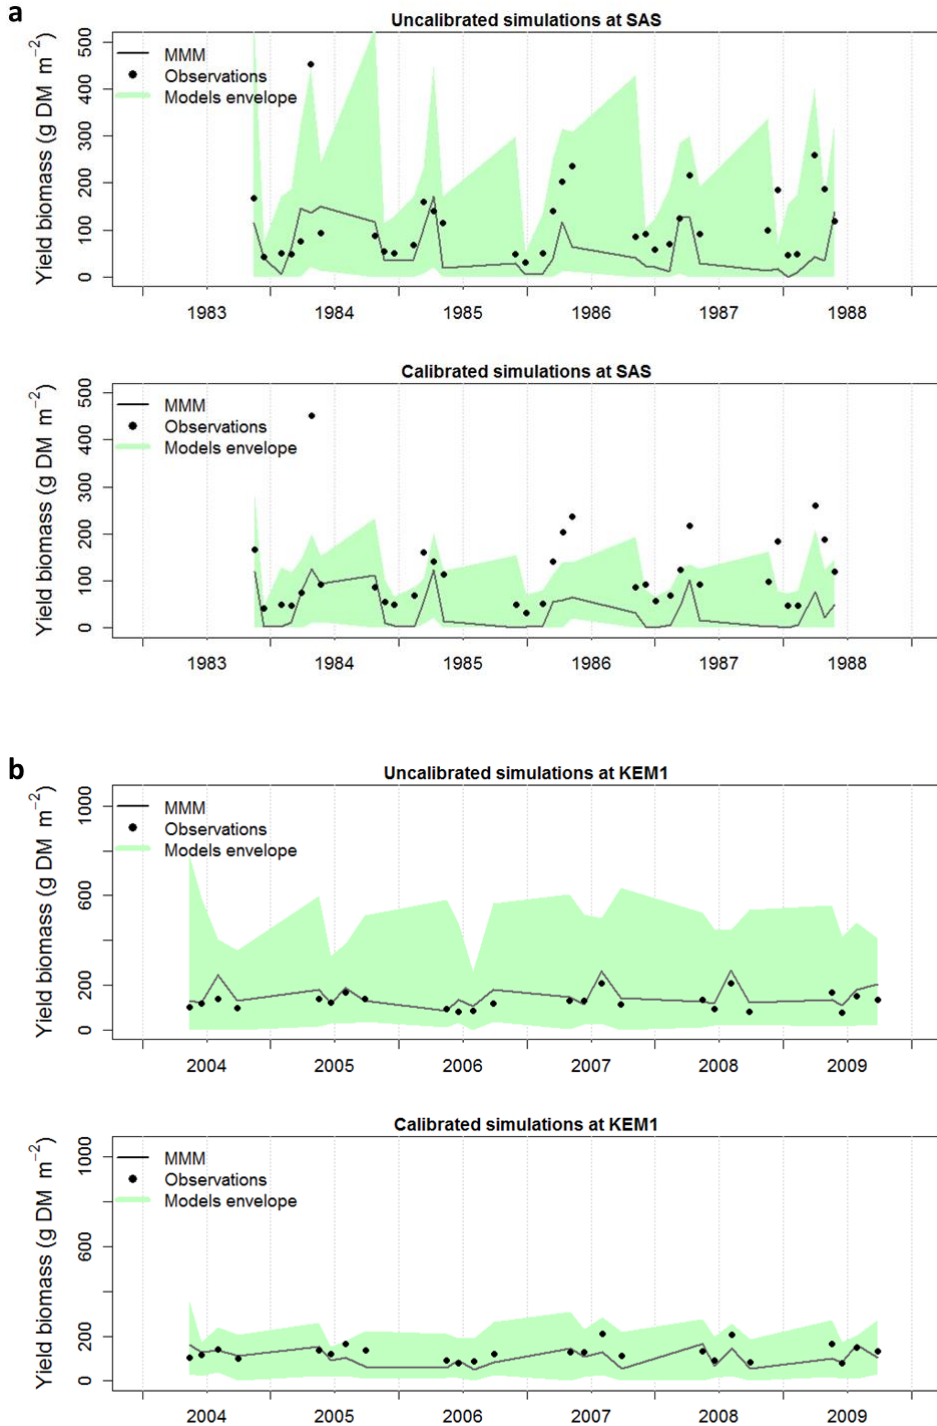 a
Uncalibrated simulations at SAS
Yield biomass (g DM m⁻²)
500
400
300
200
100
0
MMM
Observations
Models envelope
1983 1984 1985 1986 1987 1988
Calibrated simulations at SAS
Yield biomass (g DM m⁻²)
500
400
300
200
100
0
MMM
Observations
Models envelope
1983 1984 1985 1986 1987 1988
b
Uncalibrated simulations at KEM1
Yield biomass (g DM m⁻²)
1000
600
200
0
MMM
Observations
Models envelope
2004 2005 2006 2007 2008 2009
Calibrated simulations at KEM1
Yield biomass (g DM m⁻²)
1000
600
200
0
MMM
Observations
Models envelope
2004 2005 2006 2007 2008 2009